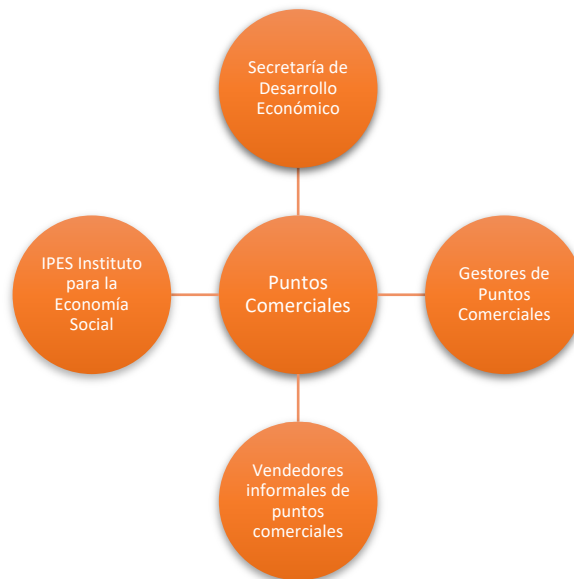 Secretaría de
Desarrollo
Económico
IPES Instituto
para la
Economía
Social
Puntos
Comerciales
Gestores de
Puntos
Comerciales
Vendedores
informales de
puntos
comerciales